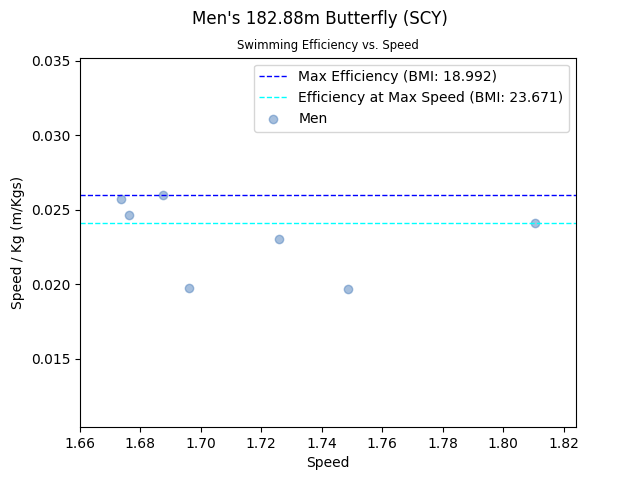 Men's 182.88m Butterfly (SCY)
Swimming Efficiency vs. Speed
Max Efficiency (BMI: 18.992)
Efficiency at Max Speed (BMI: 23.671)
Men
Speed / Kg (m/Kgs)
0.035
0.030
0.025
0.020
0.015
1.66 1.68 1.70 1.72 1.74 1.76 1.78 1.80 1.82
Speed